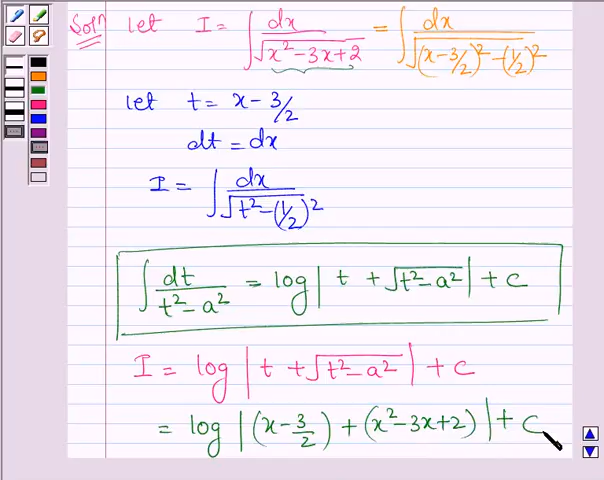 Soln let I = ∫ dx / √(x² - 3x + 2) = ∫ dx / √((x - 3/2)² - (1/2)²)
let t = x - 3/2
dt = dx
I = ∫ dx / √(t² - (1/2)²)
∫ dt / (t² - a²) = log | t + √(t² - a²) | + c
I = log | t + √(t² - a²) | + c
= log | (x - 3/2) + (x² - 3x + 2) | + c